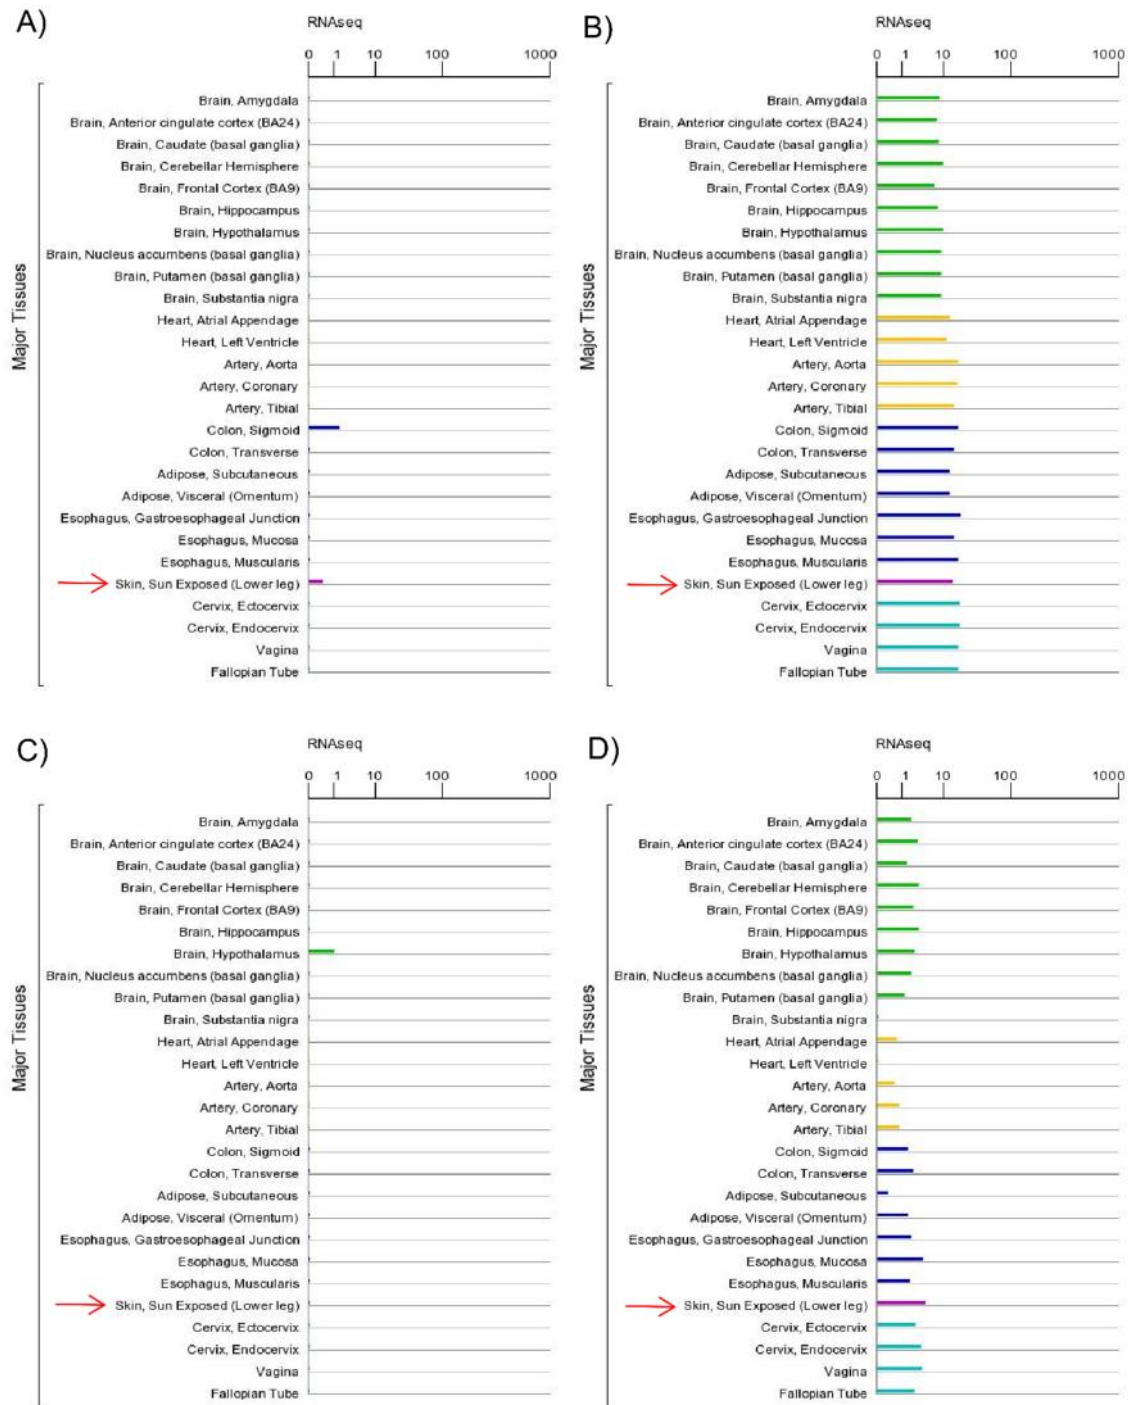 A)
RNAseq
0 1 10 100 1000
Major Tissues
Brain, Amygdala
Brain, Anterior cingulate cortex (BA24)
Brain, Caudate (basal ganglia)
Brain, Cerebellar Hemisphere
Brain, Frontal Cortex (BA9)
Brain, Hippocampus
Brain, Hypothalamus
Brain, Nucleus accumbens (basal ganglia)
Brain, Putamen (basal ganglia)
Brain, Substantia nigra
Heart, Atrial Appendage
Heart, Left Ventricle
Artery, Aorta
Artery, Coronary
Artery, Tibial
Colon, Sigmoid
Colon, Transverse
Adipose, Subcutaneous
Adipose, Visceral (Omentum)
Esophagus, Gastroesophageal Junction
Esophagus, Mucosa
Esophagus, Muscularis
Skin, Sun Exposed (Lower leg)
Cervix, Ectocervix
Cervix, Endocervix
Vagina
Fallopian Tube
B)
RNAseq
0 1 10 100 1000
Major Tissues
Brain, Amygdala
Brain, Anterior cingulate cortex (BA24)
Brain, Caudate (basal ganglia)
Brain, Cerebellar Hemisphere
Brain, Frontal Cortex (BA9)
Brain, Hippocampus
Brain, Hypothalamus
Brain, Nucleus accumbens (basal ganglia)
Brain, Putamen (basal ganglia)
Brain, Substantia nigra
Heart, Atrial Appendage
Heart, Left Ventricle
Artery, Aorta
Artery, Coronary
Artery, Tibial
Colon, Sigmoid
Colon, Transverse
Adipose, Subcutaneous
Adipose, Visceral (Omentum)
Esophagus, Gastroesophageal Junction
Esophagus, Mucosa
Esophagus, Muscularis
Skin, Sun Exposed (Lower leg)
Cervix, Ectocervix
Cervix, Endocervix
Vagina
Fallopian Tube
C)
RNAseq
0 1 10 100 1000
Major Tissues
Brain, Amygdala
Brain, Anterior cingulate cortex (BA24)
Brain, Caudate (basal ganglia)
Brain, Cerebellar Hemisphere
Brain, Frontal Cortex (BA9)
Brain, Hippocampus
Brain, Hypothalamus
Brain, Nucleus accumbens (basal ganglia)
Brain, Putamen (basal ganglia)
Brain, Substantia nigra
Heart, Atrial Appendage
Heart, Left Ventricle
Artery, Aorta
Artery, Coronary
Artery, Tibial
Colon, Sigmoid
Colon, Transverse
Adipose, Subcutaneous
Adipose, Visceral (Omentum)
Esophagus, Gastroesophageal Junction
Esophagus, Mucosa
Esophagus, Muscularis
Skin, Sun Exposed (Lower leg)
Cervix, Ectocervix
Cervix, Endocervix
Vagina
Fallopian Tube
D)
RNAseq
0 1 10 100 1000
Major Tissues
Brain, Amygdala
Brain, Anterior cingulate cortex (BA24)
Brain, Caudate (basal ganglia)
Brain, Cerebellar Hemisphere
Brain, Frontal Cortex (BA9)
Brain, Hippocampus
Brain, Hypothalamus
Brain, Nucleus accumbens (basal ganglia)
Brain, Putamen (basal ganglia)
Brain, Substantia nigra
Heart, Atrial Appendage
Heart, Left Ventricle
Artery, Aorta
Artery, Coronary
Artery, Tibial
Colon, Sigmoid
Colon, Transverse
Adipose, Subcutaneous
Adipose, Visceral (Omentum)
Esophagus, Gastroesophageal Junction
Esophagus, Mucosa
Esophagus, Muscularis
Skin, Sun Exposed (Lower leg)
Cervix, Ectocervix
Cervix, Endocervix
Vagina
Fallopian Tube